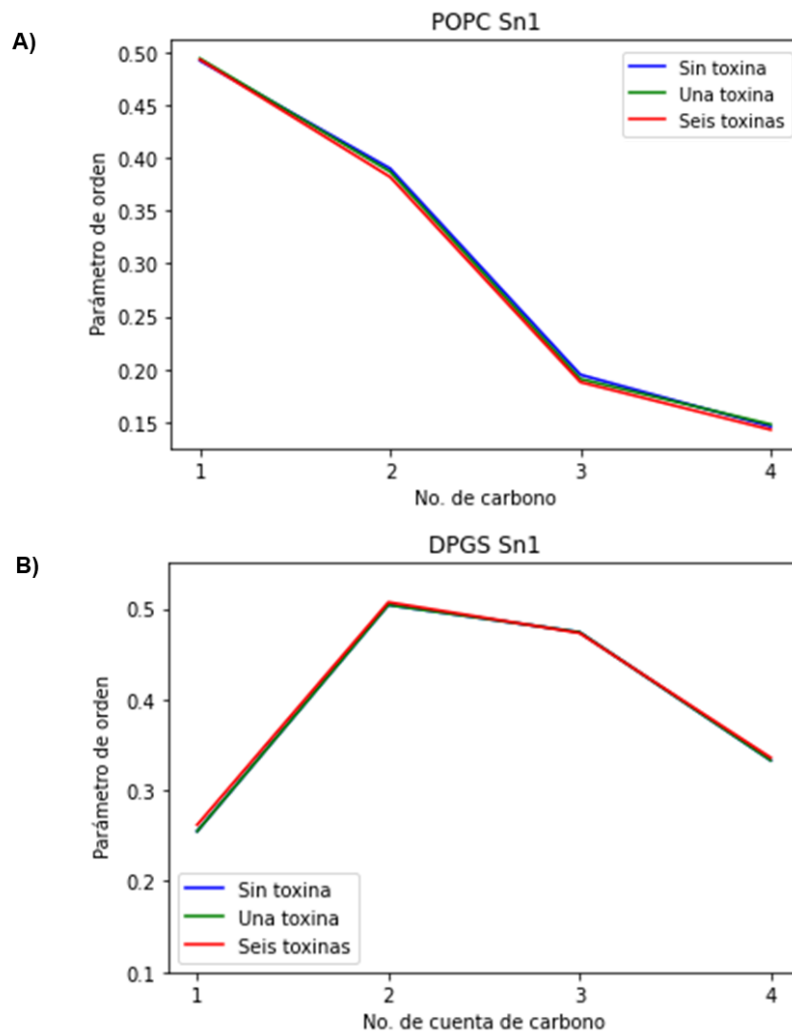 A)
POPC Sn1
0.50
0.45
0.40
0.35
0.30
0.25
0.20
0.15
Parámetro de orden
Sin toxina
Una toxina
Seis toxinas
1 2 3 4
No. de carbono
B)
DPGS Sn1
0.5
0.4
0.3
0.2
0.1
Parámetro de orden
Sin toxina
Una toxina
Seis toxinas
1 2 3 4
No. de cuenta de carbono